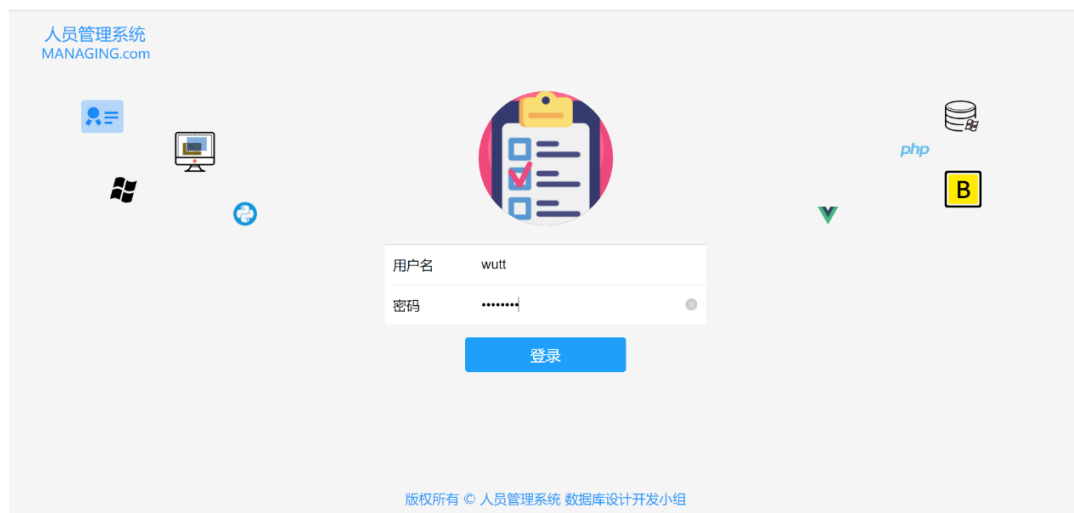 人员管理系统
MANAGING.com
php
B
用户名 wutt
密码 ••••••••
登录
版权所有 © 人员管理系统 数据库设计开发小组